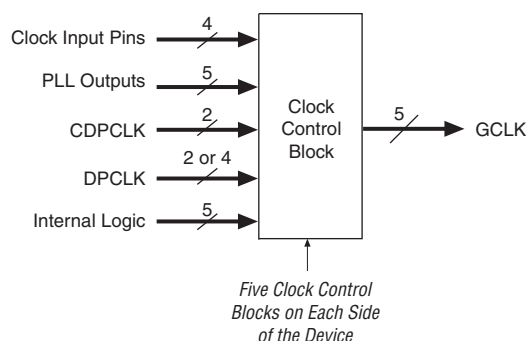 Clock Input Pins
4
PLL Outputs
5
CDPCLK
2
DPCLK
2 or 4
Internal Logic
5
Clock
Control
Block
5
GCLK
Five Clock Control
Blocks on Each Side
of the Device